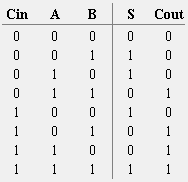 Cin A B S Cout
0 0 0 0 0
0 0 1 1 0
0 1 0 1 0
0 1 1 0 1
1 0 0 1 0
1 0 1 0 1
1 1 0 0 1
1 1 1 1 1